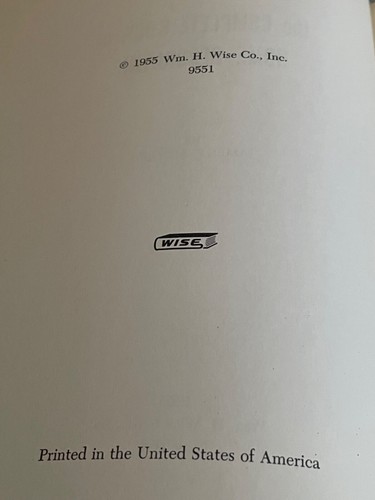 © 1955 Wm. H. Wise Co., Inc.
9551
WISE
Printed in the United States of America